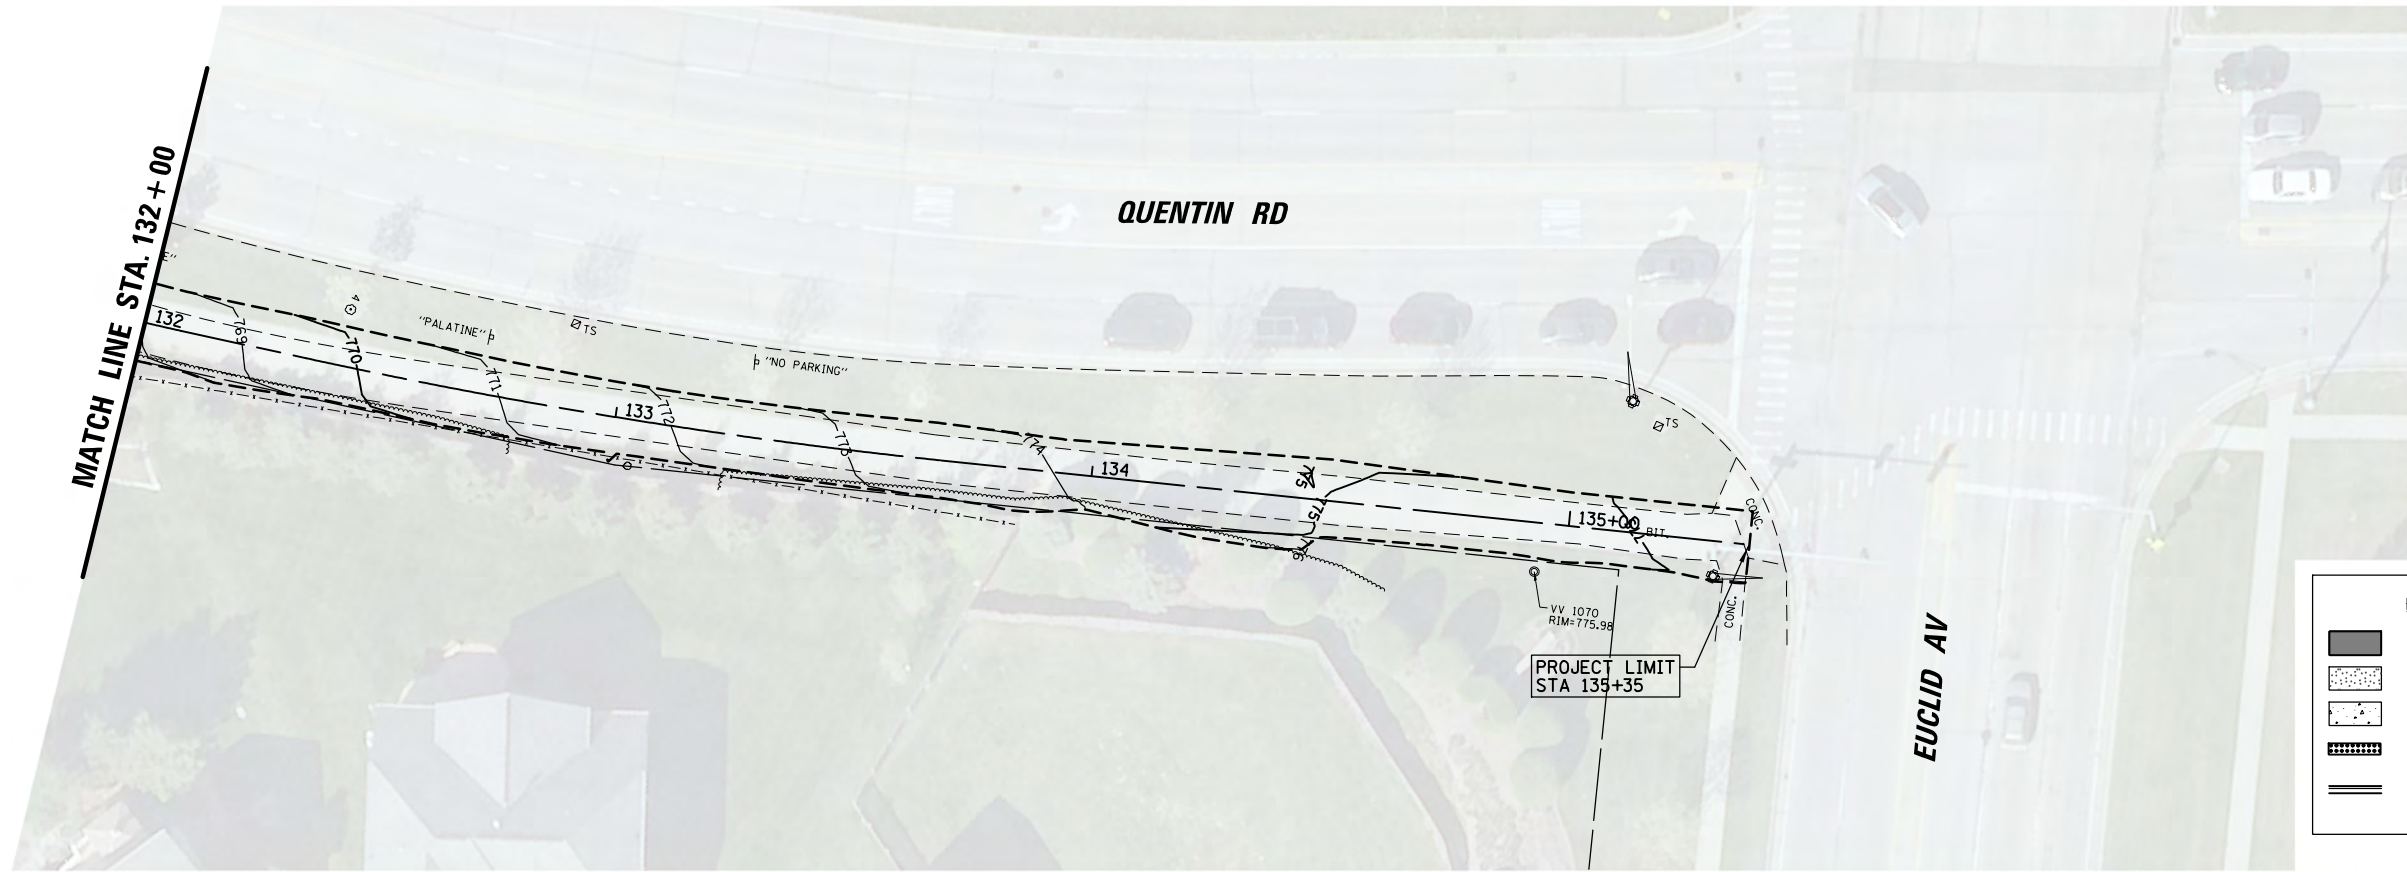 MATCH LINE STA. 132+00
QUENTIN RD
E"
132
769
770
4
"PALATINE"
TS
771
133
772
"NO PARKING"
773
774
134
775
775
776
TS
135+00
BIT.
CONC.
CONC.
VV 1070
RIM=775.98
PROJECT LIMIT
STA 135+35
EUCLID AV